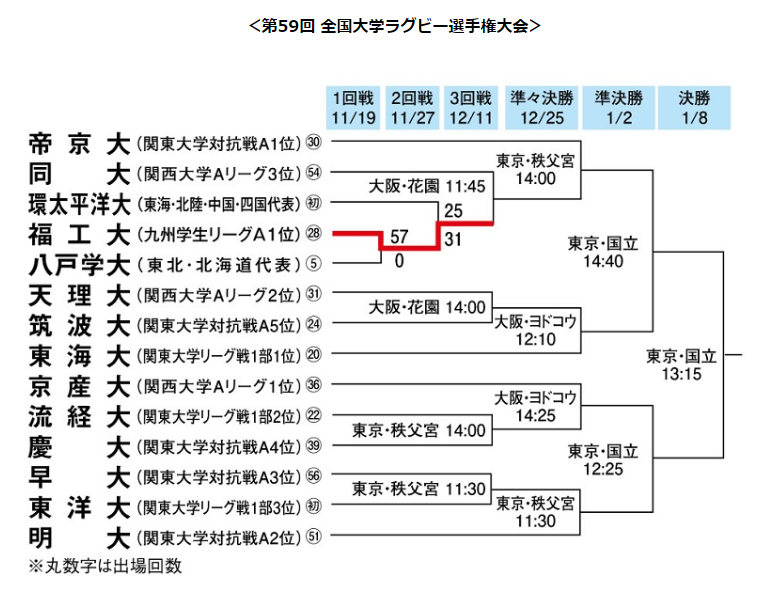 ＜第59回 全国大学ラグビー選手権大会＞
1回戦 2回戦 3回戦 準々決勝 準決勝 決勝
11/19 11/27 12/11 12/25 1/2 1/8
帝京大(関東大学対抗戦A1位)㉚
同大(関西大学Aリーグ3位)54
環太平洋大(東海・北陸・中国・四国代表)初
福工大(九州学生リーグA1位)㉘
八戸学大(東北・北海道代表)⑤
天理大(関西大学Aリーグ2位)㉛
筑波大(関東大学対抗戦A5位)㉔
東海大(関東大学リーグ戦1部1位)⑳
京産大(関西大学Aリーグ1位)㊱
流経大(関東大学リーグ戦1部2位)㉒
慶大(関東大学対抗戦A4位)㊴
早大(関東大学対抗戦A3位)56
東洋大(関東大学リーグ戦1部3位)初
明大(関東大学対抗戦A2位)51
東京・秩父宮
14:00
大阪・花園 11:45
25
57
31
0
東京・国立
14:40
大阪・花園 14:00
大阪・ヨドコウ
12:10
東京・国立
13:15
大阪・ヨドコウ
14:25
東京・秩父宮 14:00
東京・国立
12:25
東京・秩父宮 11:30
東京・秩父宮
11:30
※丸数字は出場回数